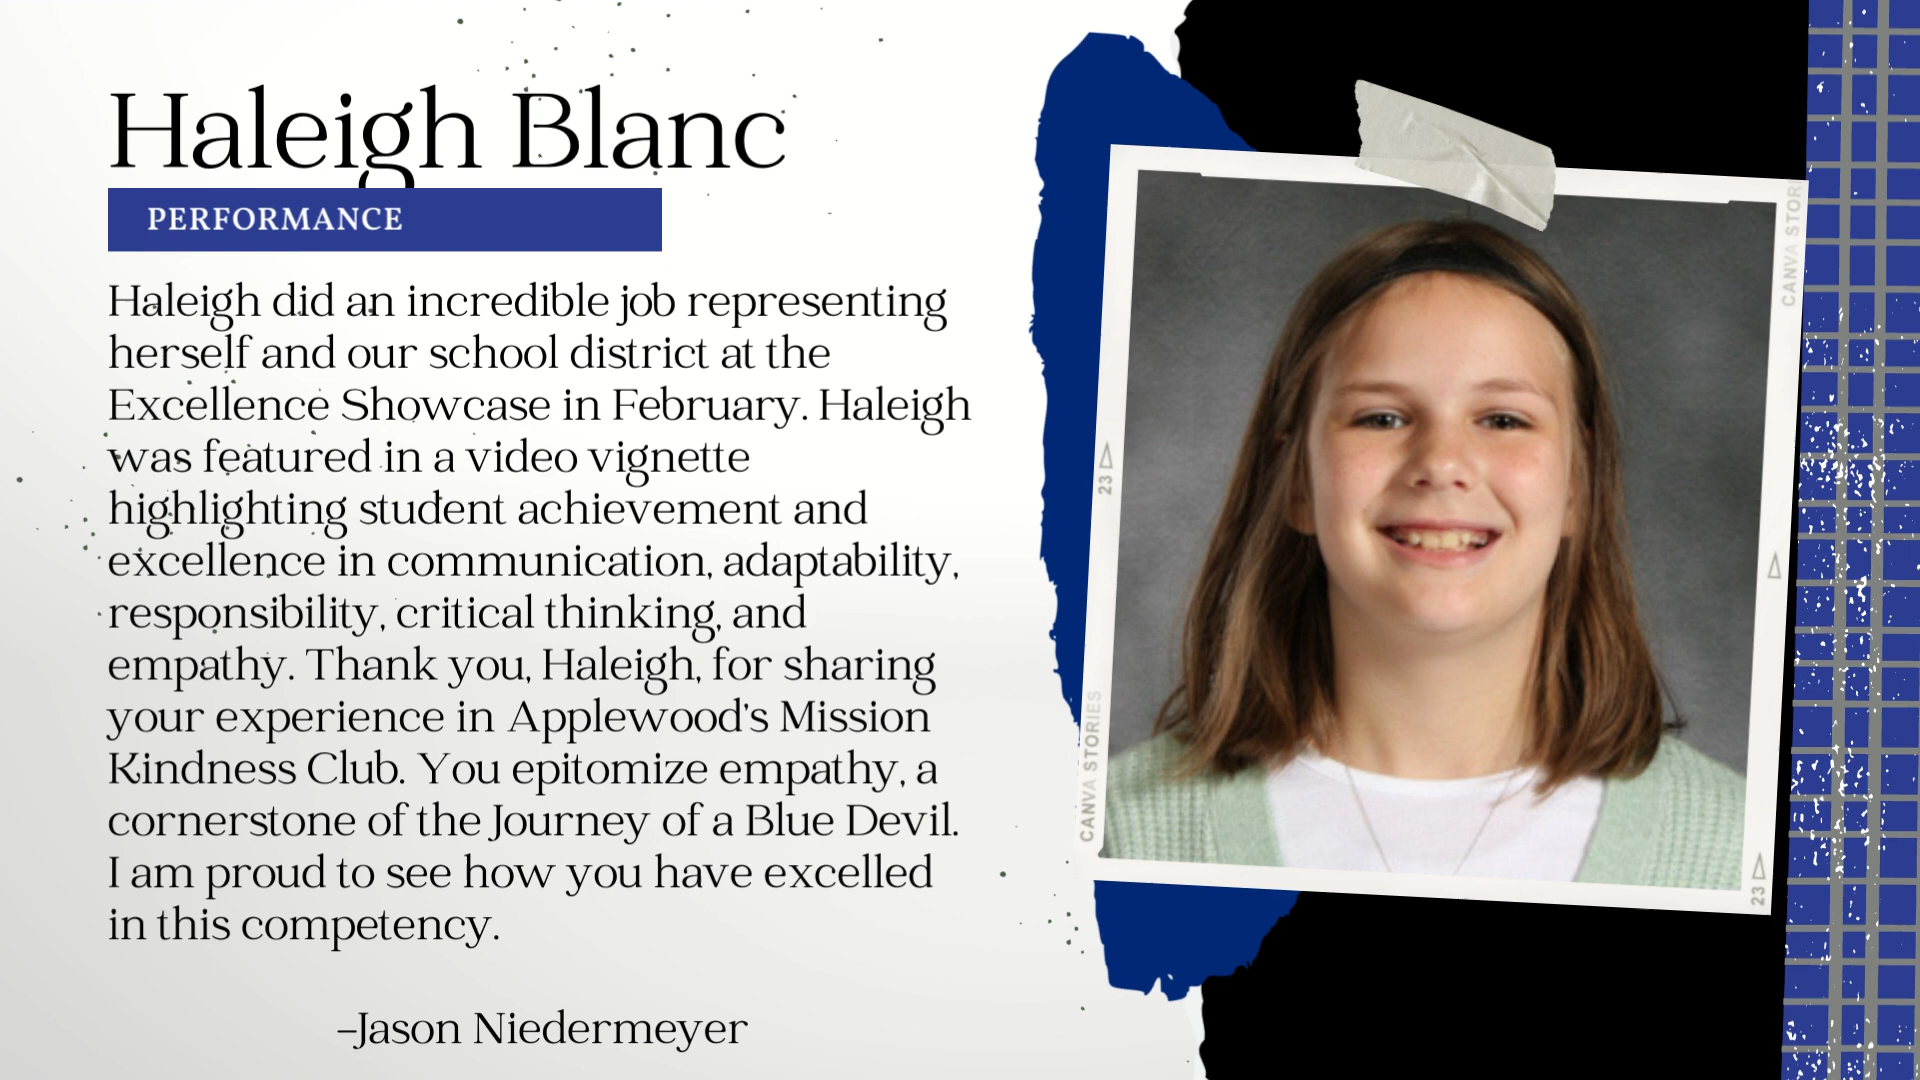 Haleigh Blanc
PERFORMANCE
Haleigh did an incredible job representing
herself and our school district at the
Excellence Showcase in February. Haleigh
was featured in a video vignette
highlighting student achievement and
excellence in communication, adaptability,
responsibility, critical thinking, and
empathy. Thank you, Haleigh, for sharing
your experience in Applewood's Mission
Kindness Club. You epitomize empathy, a
cornerstone of the Journey of a Blue Devil.
I am proud to see how you have excelled
in this competency.
–Jason Niedermeyer
23
CANVA STORIES
CANVA STORI
23